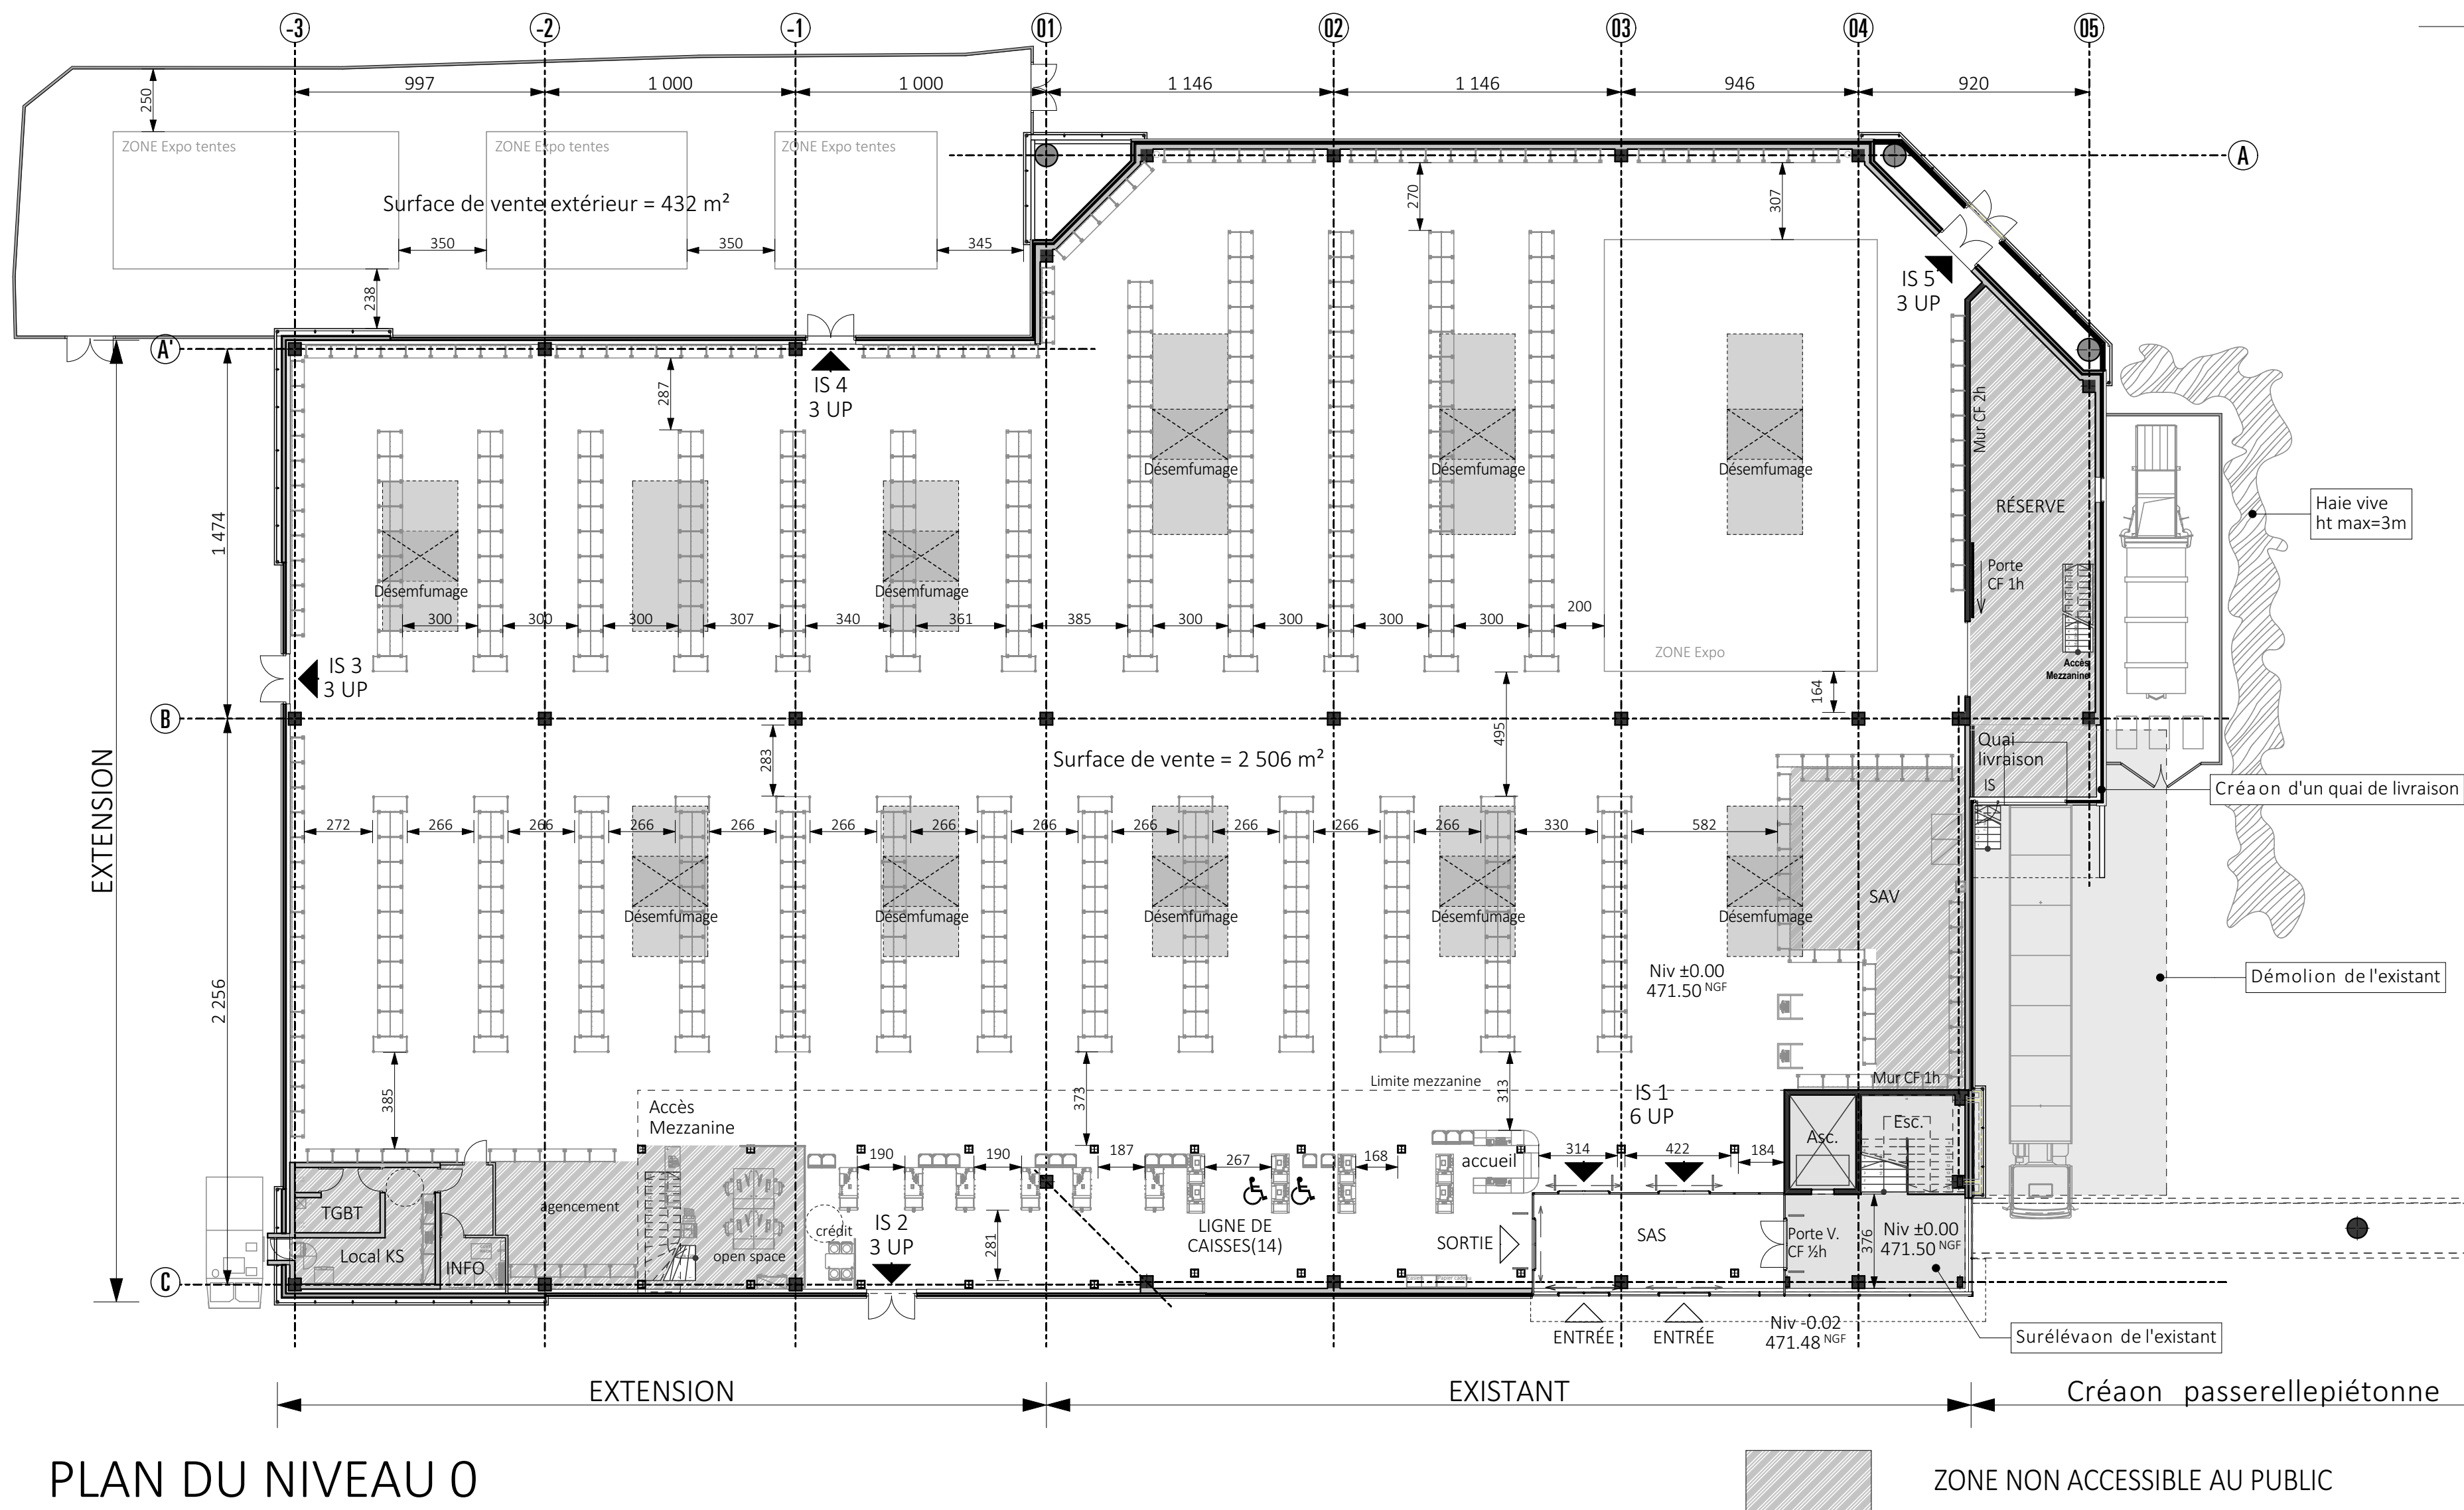 -3 -2 -1 01 02 03 04 05
997 1 000 1 000 1 146 1 146 946 920
250
ZONE Expo tentes ZONE Expo tentes ZONE Expo tentes
A
Surface de vente extérieur = 432 m²
270 307
350 350 345
238
IS 5
3 UP
A'
IS 4
3 UP
287
Mur CF 2h
Désemfumage Désemfumage Désemfumage
RÉSERVE
Haie vive
ht max=3m
1 474
Porte
CF 1h
Désemfumage Désemfumage
300 300 300 307 340 361 385 300 300 300 300 200
ZONE Expo
Accès
Mezzanine
IS 3
3 UP
164
B
495
283
Surface de vente = 2 506 m²
Quai
livraison
IS
Créaon d'un quai de livraison
EXTENSION
272 266 266 266 266 266 266 266 266 266 266 266 330 582
SAV
Désemfumage Désemfumage Désemfumage Désemfumage Désemfumage
Niv ±0.00
471.50 NGF
Démolion de l'existant
2 256
385 373 313
Limite mezzanine
Mur CF 1h
Accès
Mezzanine
IS 1
6 UP
Asc. Esc.
190 190 187 267 168 accueil 314 422 184
TGBT agencement
crédit
IS 2
3 UP
LIGNE DE
CAISSES(14)
SORTIE
SAS
Porte V.
CF ½h
376
Niv ±0.00
471.50 NGF
Local KS INFO open space 281
C
ENTRÉE ENTRÉE
Niv -0.02
471.48 NGF
Surélévaon de l'existant
EXTENSION EXISTANT Créaon passerellepiétonne
PLAN DU NIVEAU 0
ZONE NON ACCESSIBLE AU PUBLIC